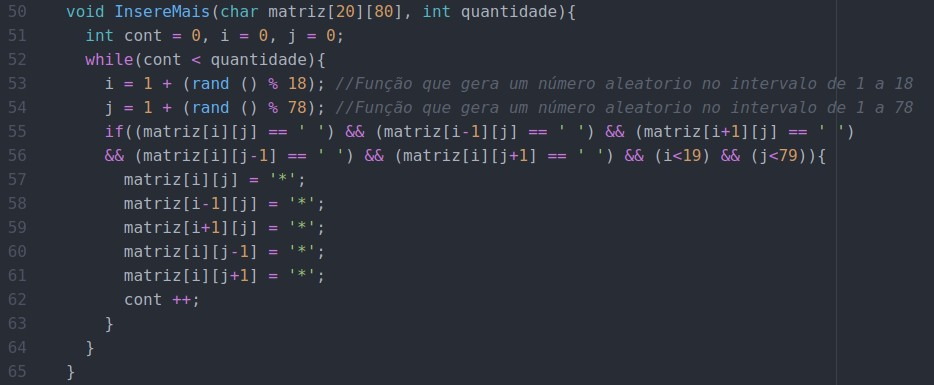 50 void InsereMais(char matriz[20][80], int quantidade){
51 int cont = 0, i = 0, j = 0;
52 while(cont < quantidade){
53 i = 1 + (rand () % 18); //Função que gera um número aleatorio no intervalo de 1 a 18
54 j = 1 + (rand () % 78); //Função que gera um número aleatorio no intervalo de 1 a 78
55 if((matriz[i][j] == ' ') && (matriz[i-1][j] == ' ') && (matriz[i+1][j] == ' ')
56 && (matriz[i][j-1] == ' ') && (matriz[i][j+1] == ' ') && (i<19) && (j<79)){
57 matriz[i][j] = '*';
58 matriz[i-1][j] = '*';
59 matriz[i+1][j] = '*';
60 matriz[i][j-1] = '*';
61 matriz[i][j+1] = '*';
62 cont ++;
63 }
64 }
65 }